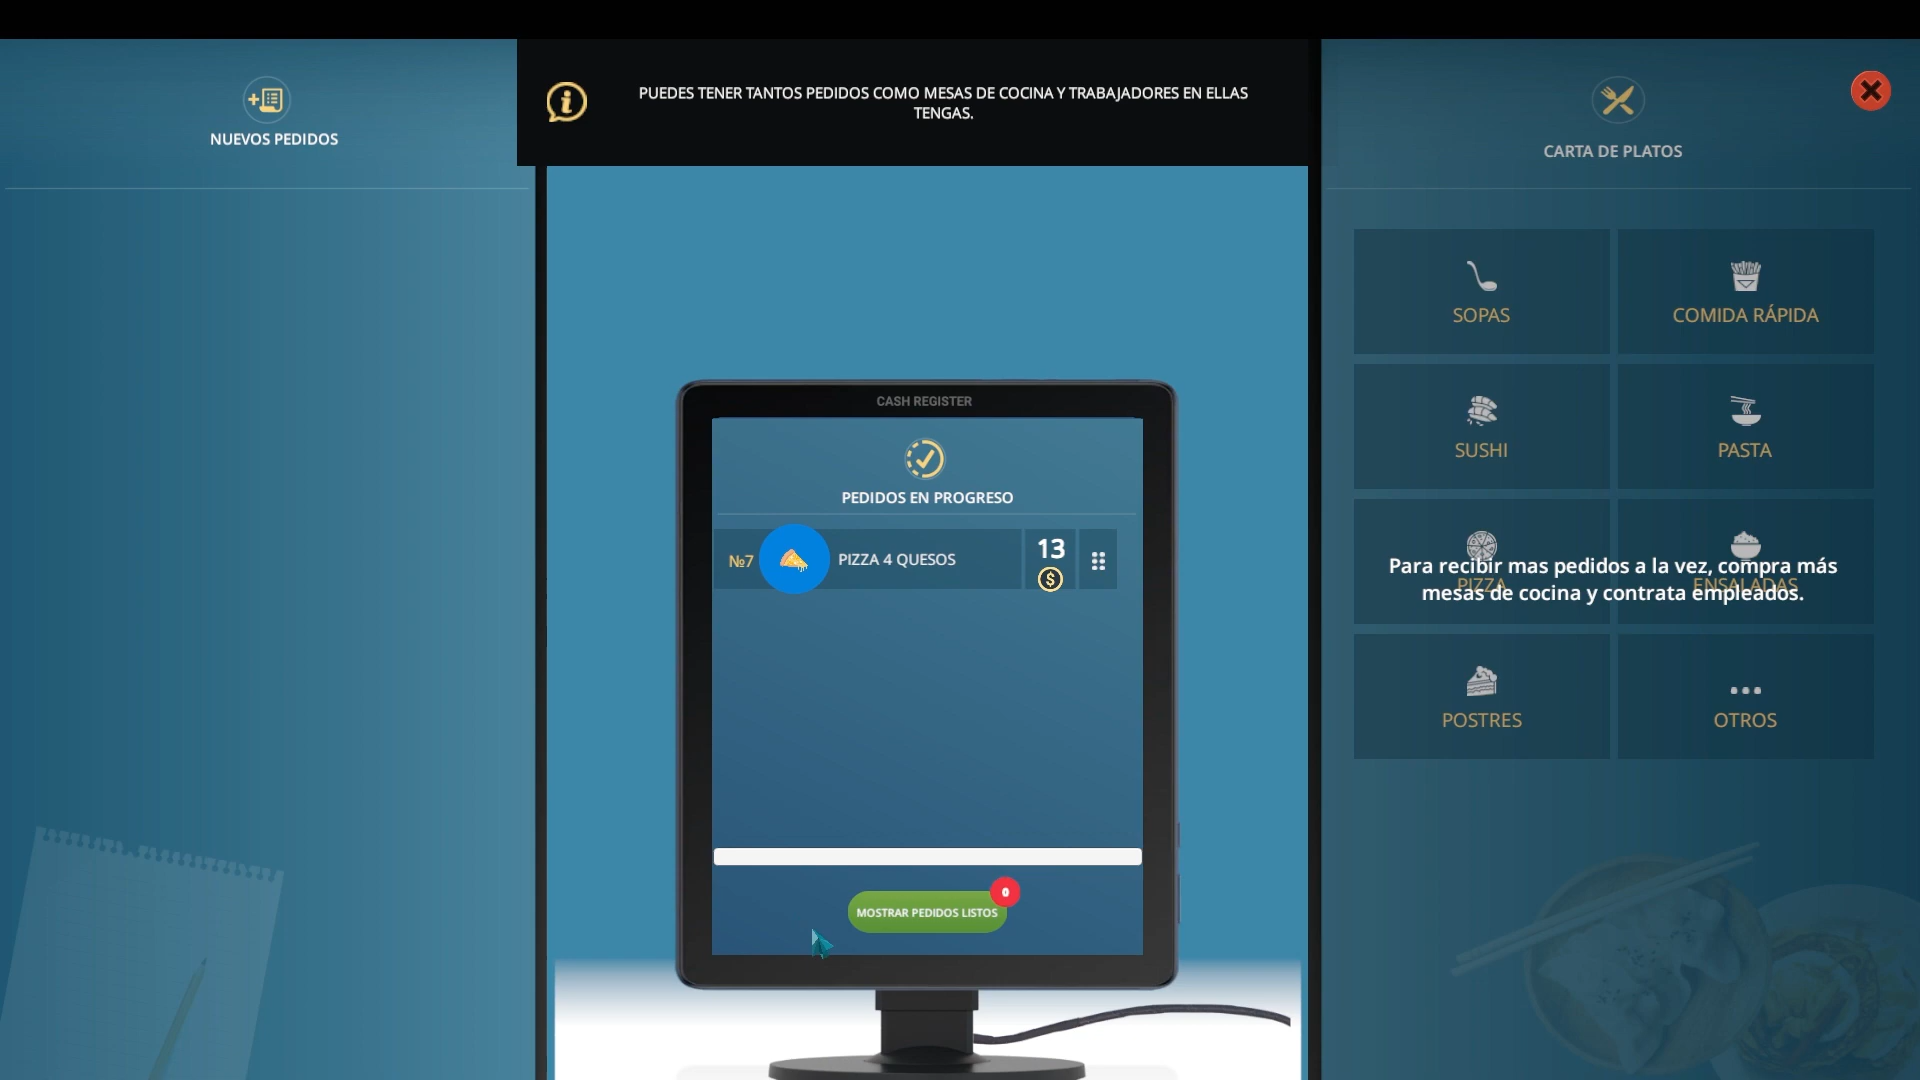 NUEVOS PEDIDOS
PUEDES TENER TANTOS PEDIDOS COMO MESAS DE COCINA Y TRABAJADORES EN ELLAS
TENGAS.
CASH REGISTER
PEDIDOS EN PROGRESO
№7 PIZZA 4 QUESOS 13
MOSTRAR PEDIDOS LISTOS 0
CARTA DE PLATOS
SOPAS
COMIDA RÁPIDA
SUSHI
PASTA
PIZZA
ENSALADAS
Para recibir mas pedidos a la vez, compra más
mesas de cocina y contrata empleados.
POSTRES
OTROS